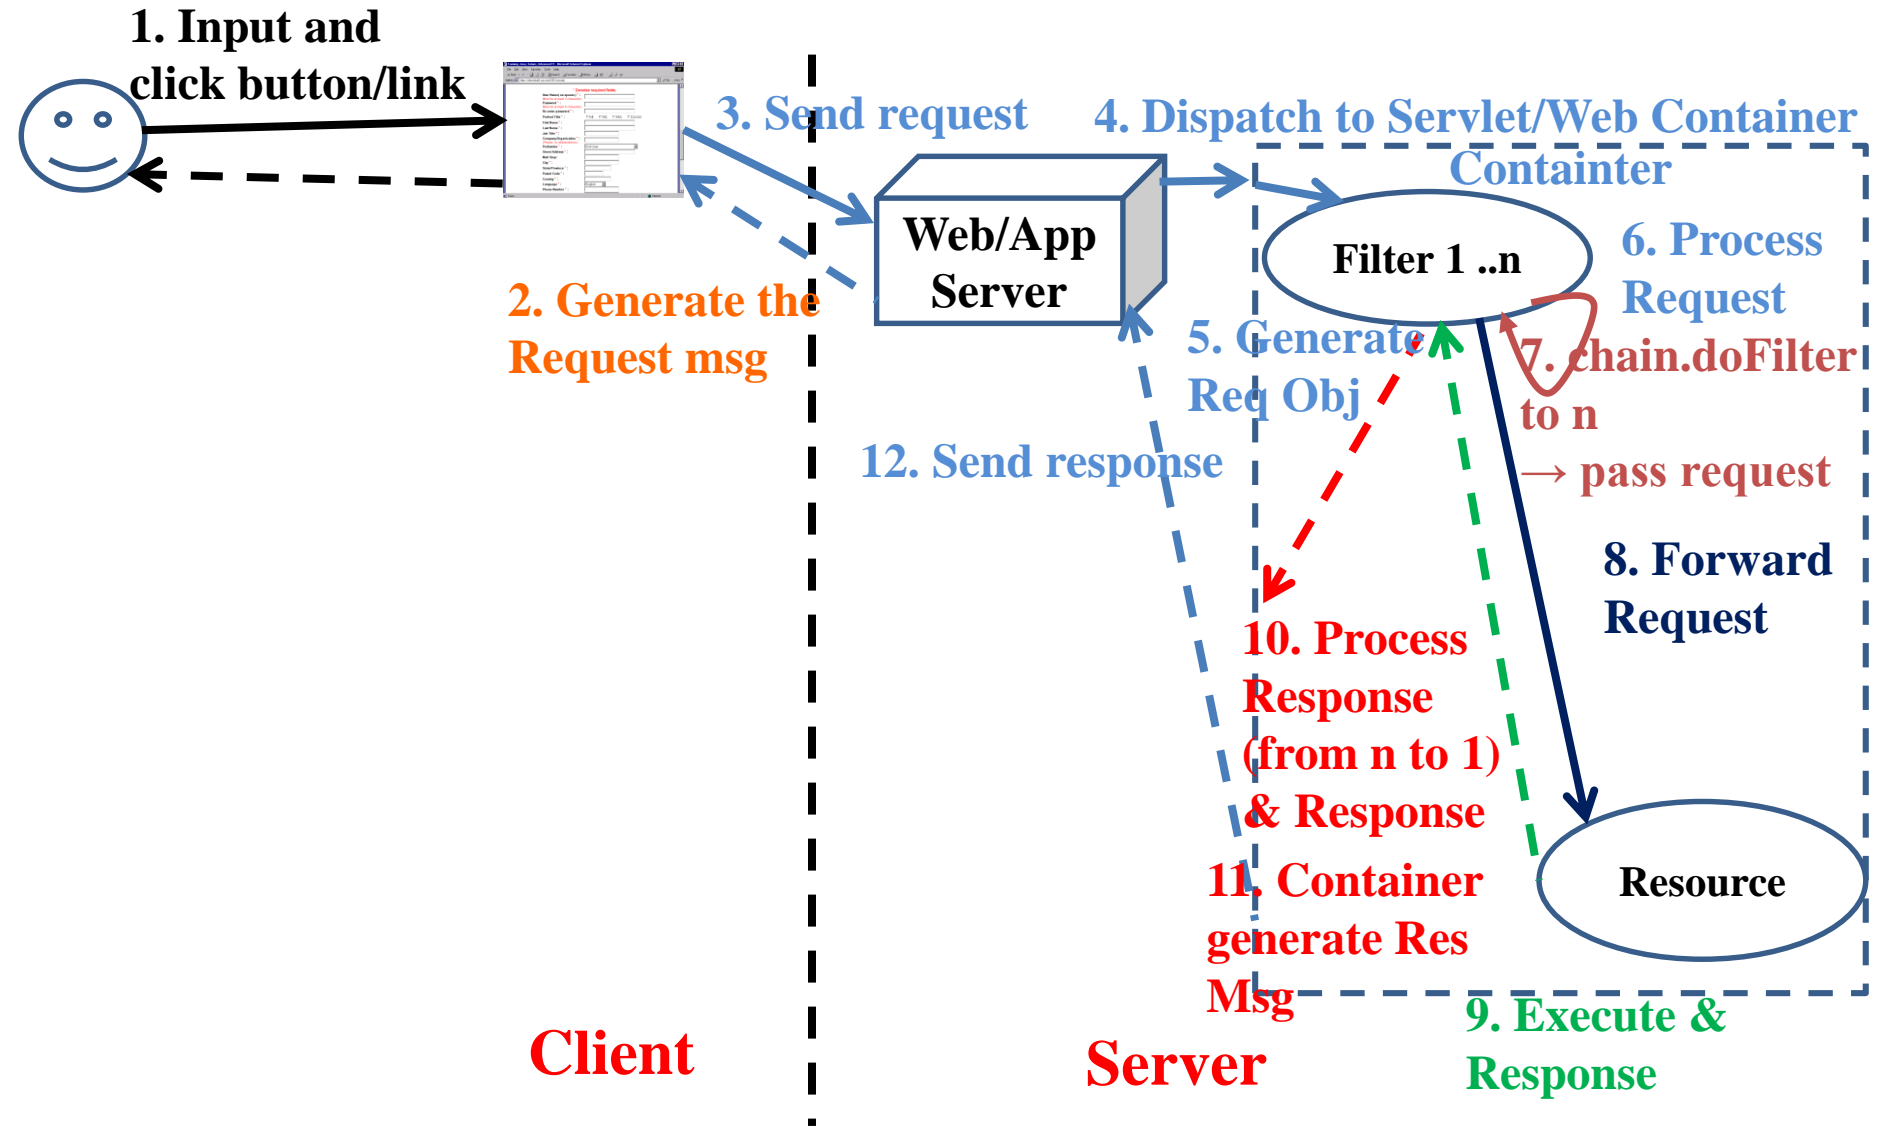 1. Input and
click button/link
3. Send request
4. Dispatch to Servlet/Web Container
Containter
Web/App
Server
Filter 1 ..n
6. Process
Request
2. Generate the
Request msg
5. Generate
Req Obj
7. chain.doFilter
to n
→ pass request
12. Send response
8. Forward
Request
10. Process
Response
(from n to 1)
& Response
11. Container
generate Res
Msg
Resource
9. Execute &
Response
Client
Server